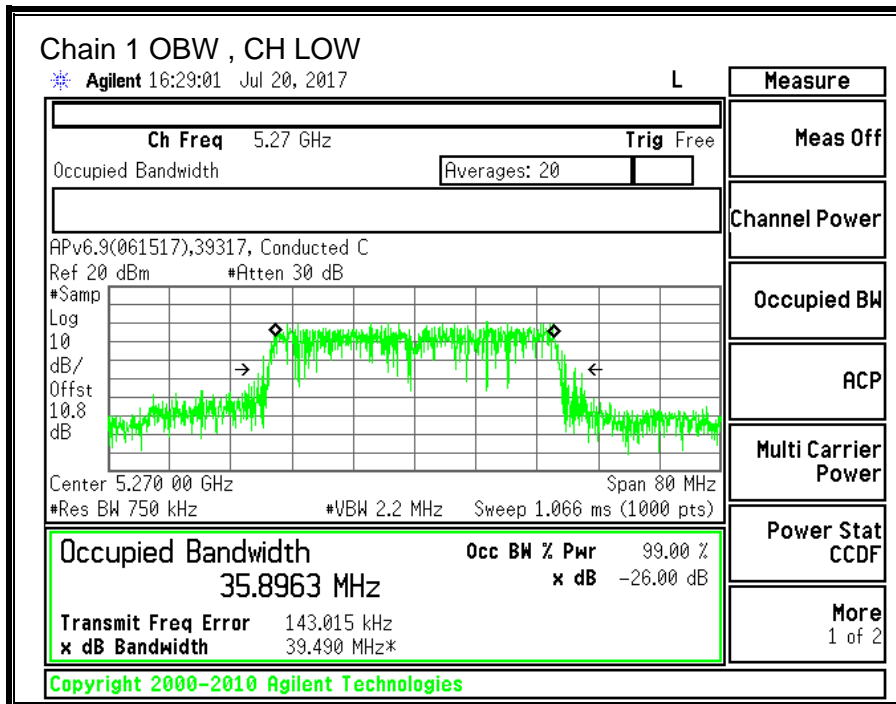 Chain 1 OBW , CH LOW
Agilent 16:29:01 Jul 20, 2017 L
Measure
Ch Freq 5.27 GHz Trig Free
Occupied Bandwidth Averages: 20
APv6.9(061517),39317, Conducted C
Ref 20 dBm #Atten 30 dB
#Samp
Log
10
dB/
Offst
10.8
dB
Center 5.270 00 GHz Span 80 MHz
#Res BW 750 kHz #VBW 2.2 MHz Sweep 1.066 ms (1000 pts)
Occupied Bandwidth Occ BW % Pwr 99.00 %
35.8963 MHz x dB -26.00 dB
Transmit Freq Error 143.015 kHz
x dB Bandwidth 39.490 MHz*
Copyright 2000-2010 Agilent Technologies
Meas Off
Channel Power
Occupied BW
ACP
Multi Carrier
Power
Power Stat
CCDF
More
1 of 2